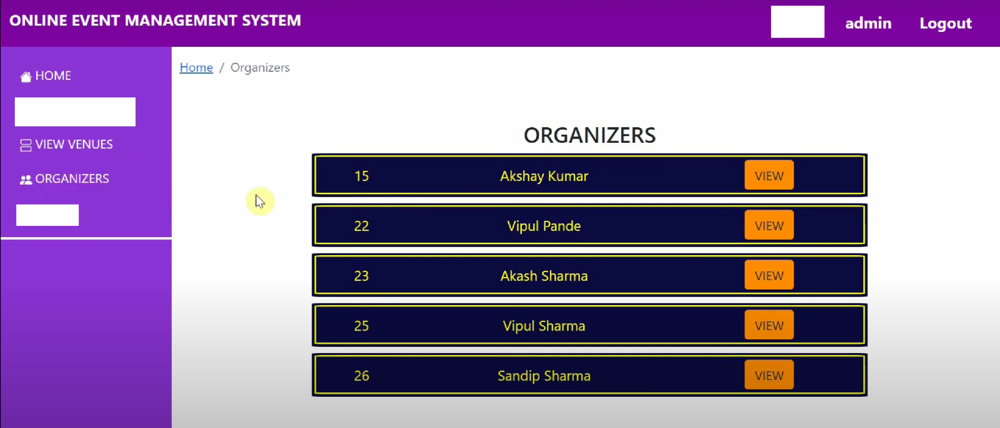 ONLINE EVENT MANAGEMENT SYSTEM
admin Logout
HOME
VIEW VENUES
ORGANIZERS
Home / Organizers
ORGANIZERS
15 Akshay Kumar VIEW
22 Vipul Pande VIEW
23 Akash Sharma VIEW
25 Vipul Sharma VIEW
26 Sandip Sharma VIEW